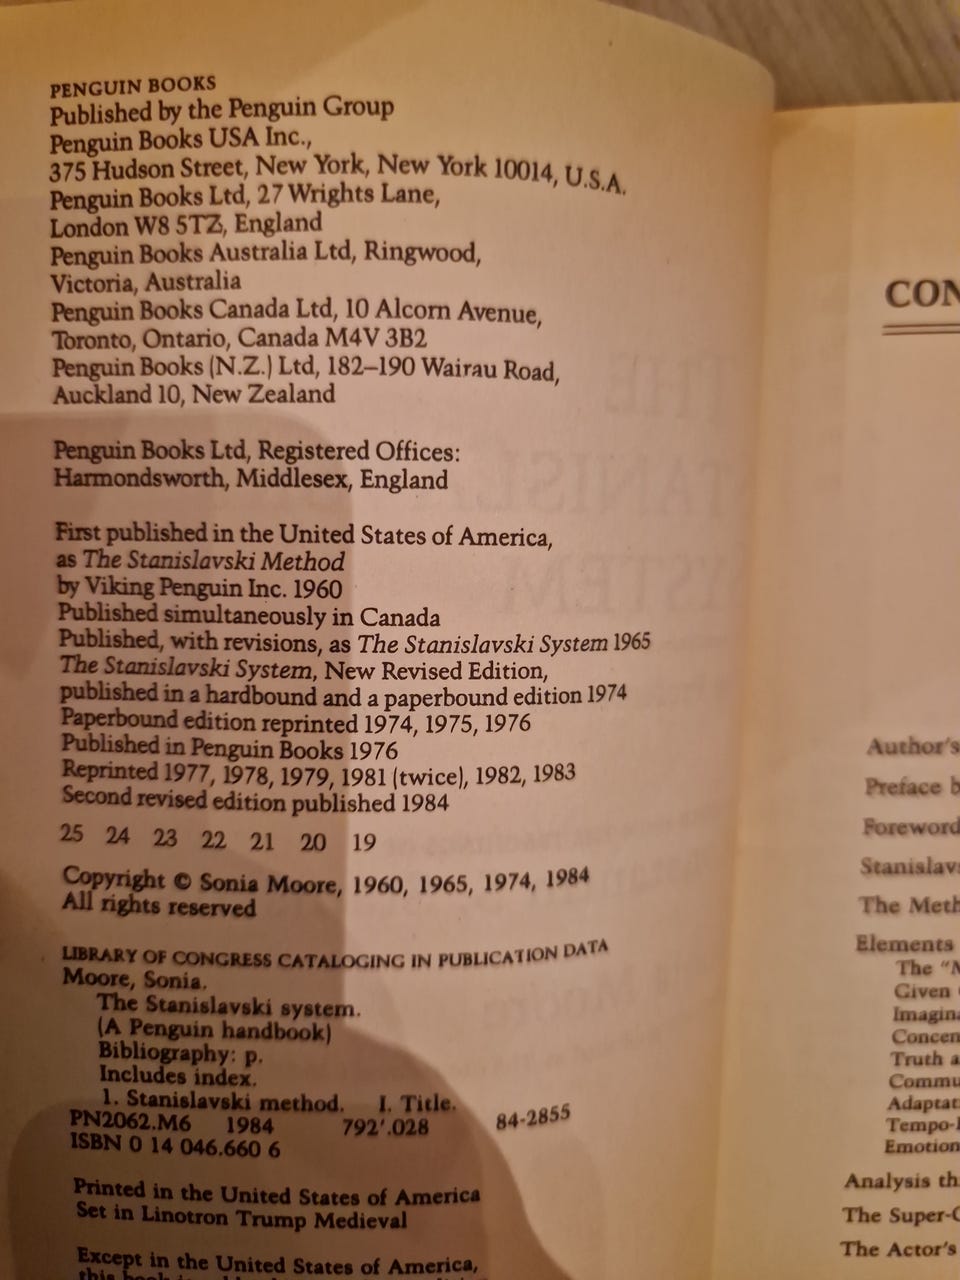 PENGUIN BOOKS
Published by the Penguin Group
Penguin Books USA Inc.,
375 Hudson Street, New York, New York 10014, U.S.A.
Penguin Books Ltd, 27 Wrights Lane,
London W8 5TZ, England
Penguin Books Australia Ltd, Ringwood,
Victoria, Australia
Penguin Books Canada Ltd, 10 Alcorn Avenue,
Toronto, Ontario, Canada M4V 3B2
Penguin Books (N.Z.) Ltd, 182–190 Wairau Road,
Auckland 10, New Zealand
Penguin Books Ltd, Registered Offices:
Harmondsworth, Middlesex, England
First published in the United States of America,
as The Stanislavski Method
by Viking Penguin Inc. 1960
Published simultaneously in Canada
Published, with revisions, as The Stanislavski System 1965
The Stanislavski System, New Revised Edition,
published in a hardbound and a paperbound edition 1974
Paperbound edition reprinted 1974, 1975, 1976
Published in Penguin Books 1976
Reprinted 1977, 1978, 1979, 1981 (twice), 1982, 1983
Second revised edition published 1984
25 24 23 22 21 20 19
Copyright © Sonia Moore, 1960, 1965, 1974, 1984
All rights reserved
LIBRARY OF CONGRESS CATALOGING IN PUBLICATION DATA
Moore, Sonia.
The Stanislavski system.
(A Penguin handbook)
Bibliography: p.
Includes index.
1. Stanislavski method. I. Title.
PN2062.M6 1984 792'.028 84-2855
ISBN 0 14 046.660 6
Printed in the United States of America
Set in Linotron Trump Medieval
Except in the United States of America,
this book is
CON
Author's
Preface b
Foreword
Stanislav
The Meth
Elements
The "M
Given
Imagina
Concen
Truth a
Commu
Adaptat
Tempo-
Emotion
Analysis th
The Super-
The Actor's